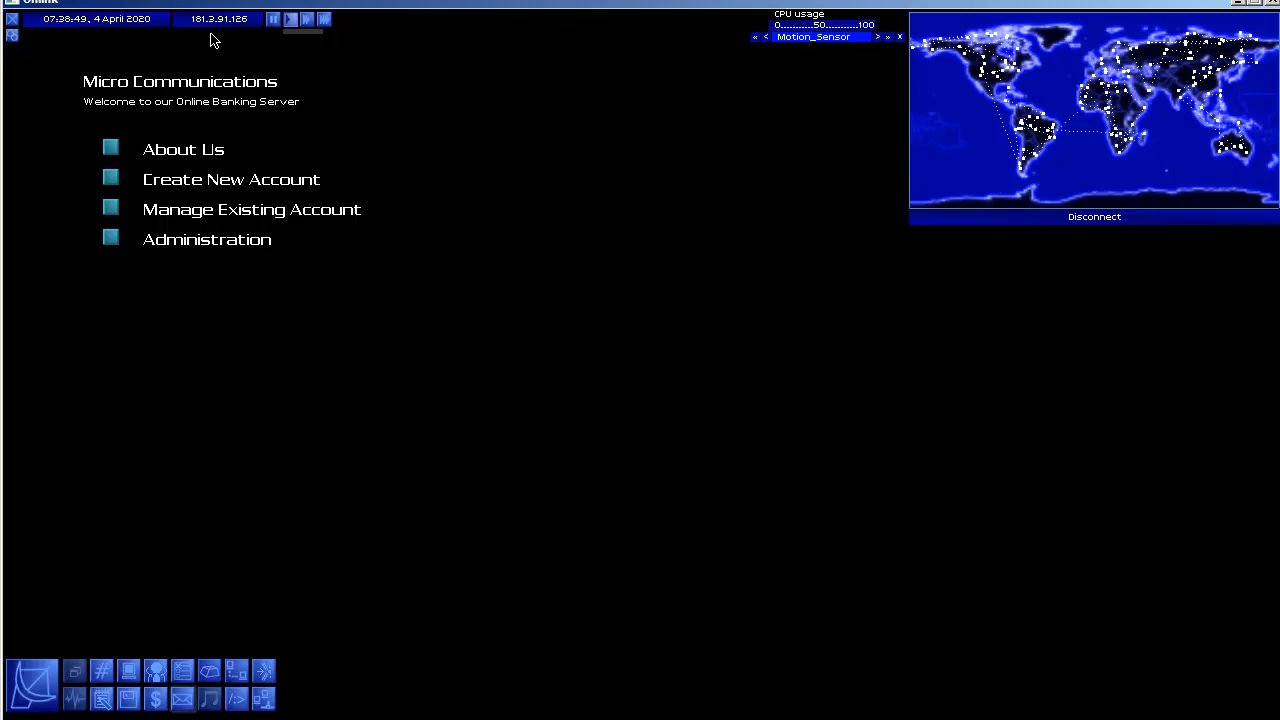 07:38:49, 4 April 2020
181.3.91.126
CPU usage
0...........50...........100
« < Motion_Sensor > » x
Micro Communications
Welcome to our Online Banking Server
About Us
Create New Account
Manage Existing Account
Administration
Disconnect